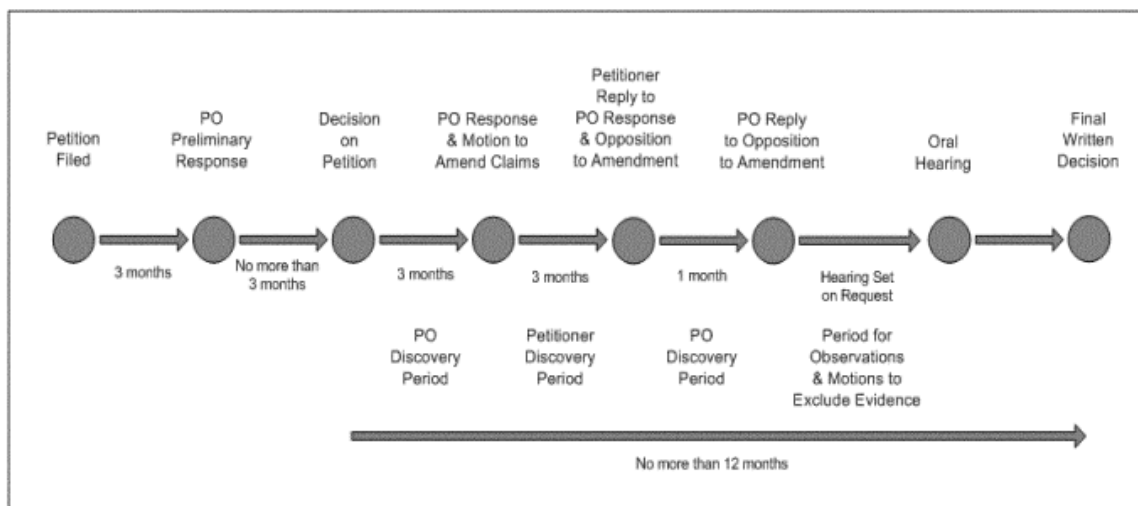 Petition
Filed
PO
Preliminary
Response
Decision
on
Petition
PO Response
& Motion to
Amend Claims
Petitioner
Reply to
PO Response
& Opposition
to Amendment
PO Reply
to Opposition
to Amendment
Oral
Hearing
Final
Written
Decision
3 months
No more than
3 months
3 months
3 months
1 month
Hearing Set
on Request
PO
Discovery
Period
Petitioner
Discovery
Period
PO
Discovery
Period
Period for
Observations
& Motions to
Exclude Evidence
No more than 12 months